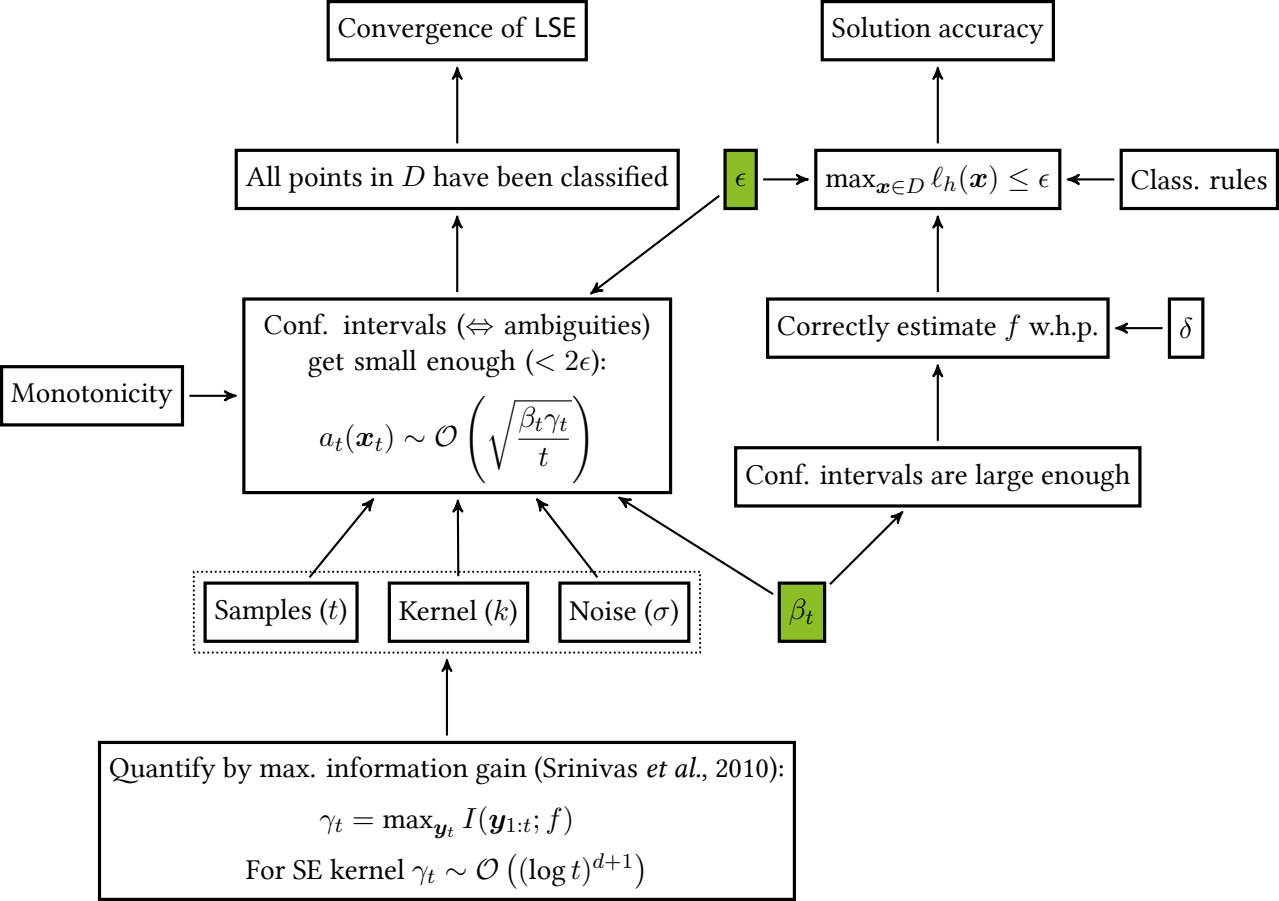 Convergence of LSE
Solution accuracy
All points in D have been classified
ϵ
max_{x∈D} ℓ_h(x) ≤ ϵ
Class. rules
Conf. intervals (⇔ ambiguities)
get small enough (< 2ϵ):
a_t(x_t) ∼ O(√(β_tγ_t / t))
Correctly estimate f w.h.p.
δ
Monotonicity
Conf. intervals are large enough
Samples (t)
Kernel (k)
Noise (σ)
β_t
Quantify by max. information gain (Srinivas et al., 2010):
γ_t = max_{y_t} I(y_{1:t}; f)
For SE kernel γ_t ∼ O((log t)^{d+1})